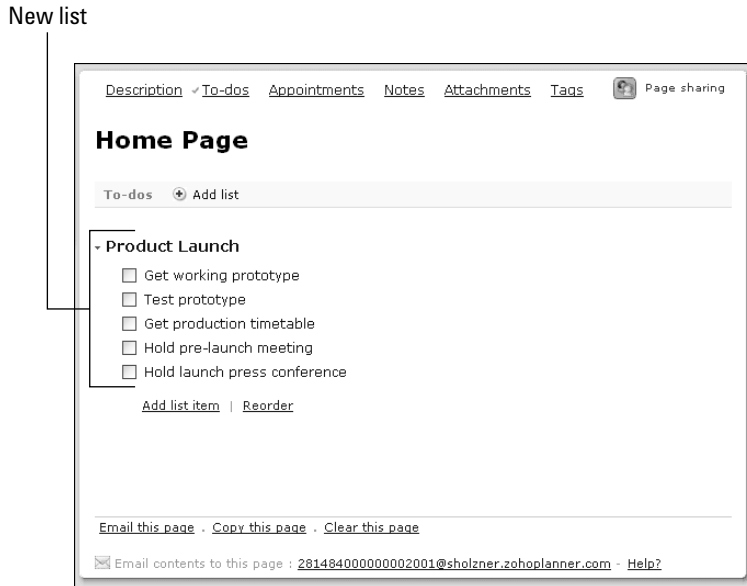 New list
Description To-dos Appointments Notes Attachments Tags Page sharing
Home Page
To-dos Add list
Product Launch
Get working prototype
Test prototype
Get production timetable
Hold pre-launch meeting
Hold launch press conference
Add list item | Reorder
Email this page . Copy this page . Clear this page
Email contents to this page : 281484000000002001@sholzner.zohoplanner.com - Help?